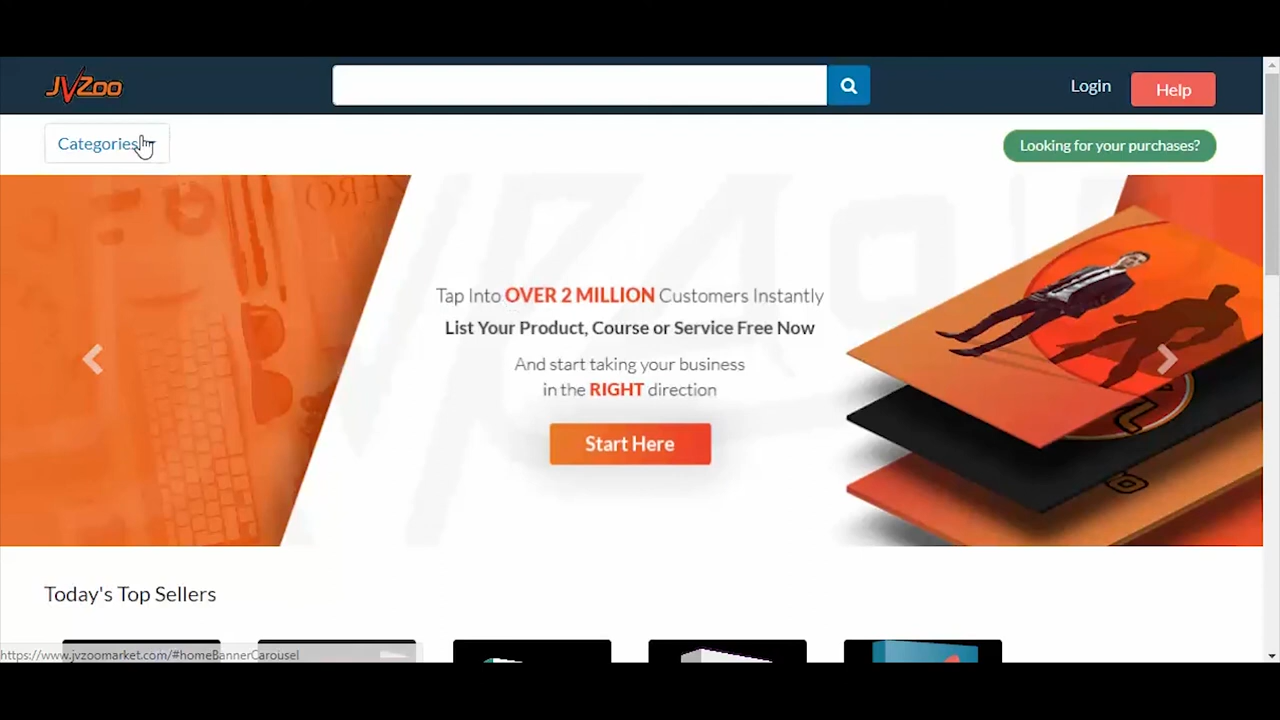 JVZoo
Login
Help
Categories
Looking for your purchases?
Tap Into OVER 2 MILLION Customers Instantly
List Your Product, Course or Service Free Now
And start taking your business
in the RIGHT direction
Start Here
Today's Top Sellers
https://www.jvzoomarket.com/#homeBannerCarousel